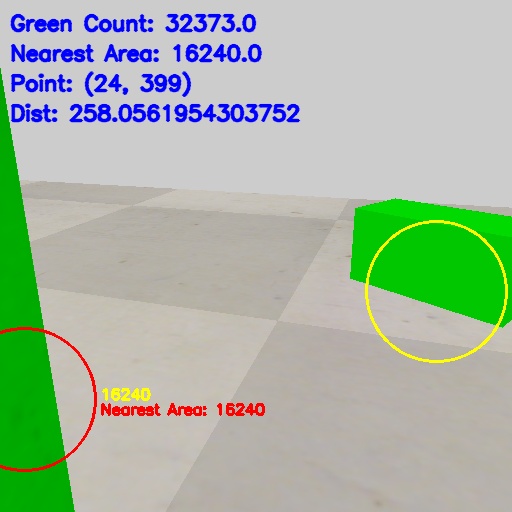 Green Count: 32373.0
Nearest Area: 16240.0
Point: (24, 399)
Dist: 258.0561954303752
16240
Nearest Area: 16240